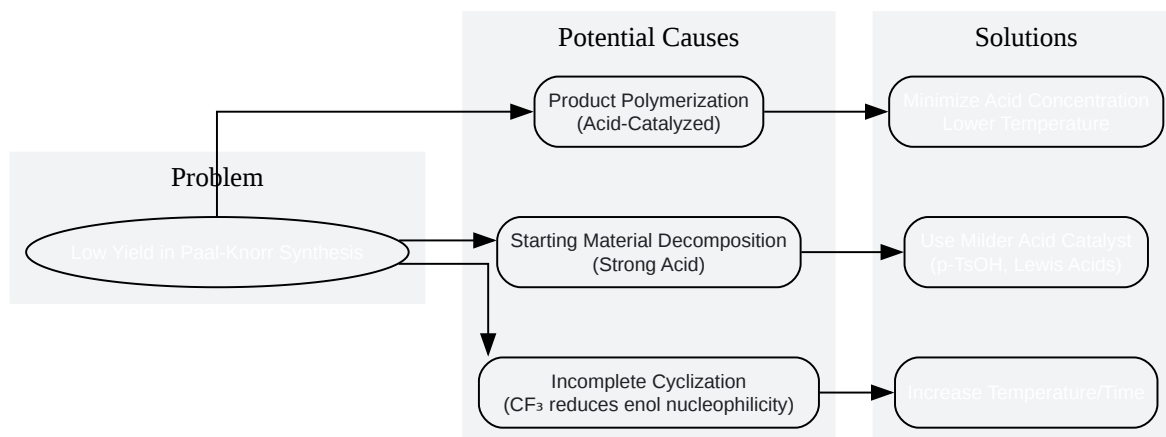 Potential Causes
Solutions
Product Polymerization
(Acid-Catalyzed)
Minimize Acid Concentration
Lower Temperature
Problem
Low Yield in Paal-Knorr Synthesis
Starting Material Decomposition
(Strong Acid)
Use Milder Acid Catalyst
(p-TsOH, Lewis Acids)
Incomplete Cyclization
(CF₃ reduces enol nucleophilicity)
Increase Temperature/Time